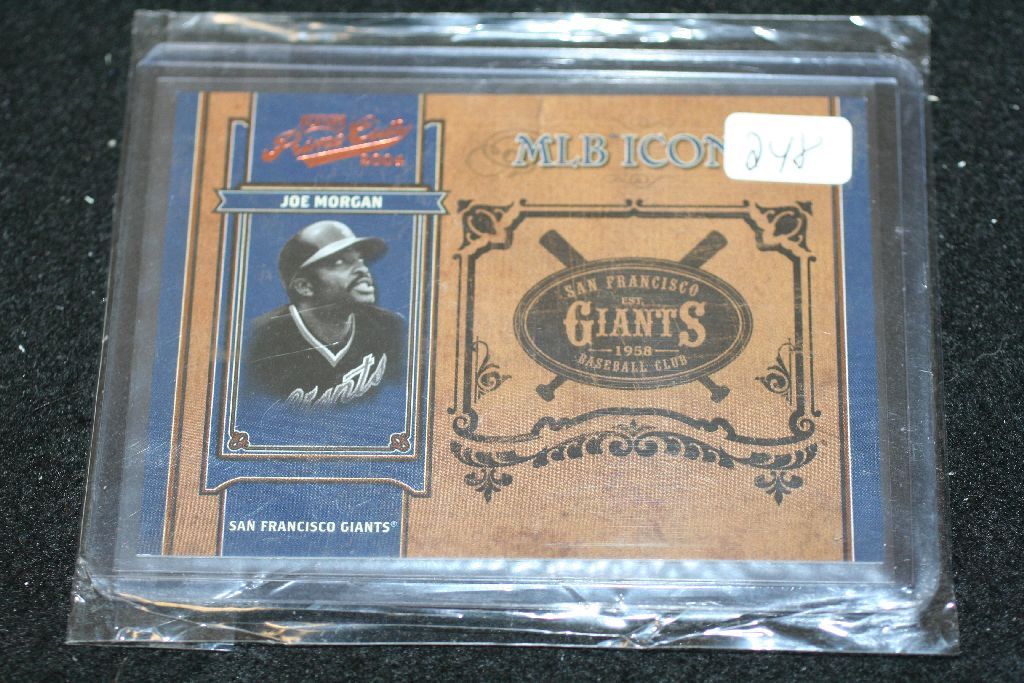 Prime Cuts
2004
MLB ICON
248
JOE MORGAN
Giants
SAN FRANCISCO
EST.
GIANTS
1958
BASEBALL CLUB
SAN FRANCISCO GIANTS®